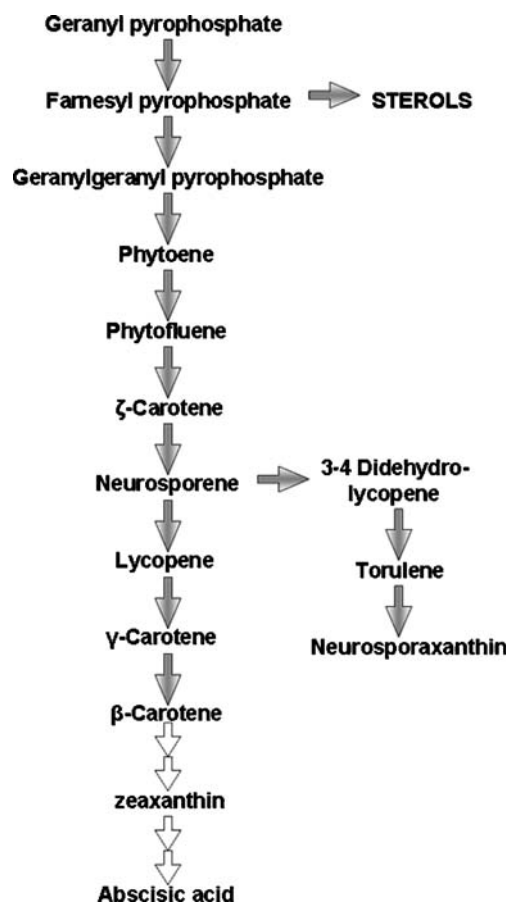 Geranyl pyrophosphate
Farnesyl pyrophosphate
STEROLS
Geranylgeranyl pyrophosphate
Phytoene
Phytofluene
ζ-Carotene
Neurosporene
3-4 Didehydro-
lycopene
Lycopene
Torulene
γ-Carotene
Neurosporaxanthin
β-Carotene
zeaxanthin
Abscisic acid